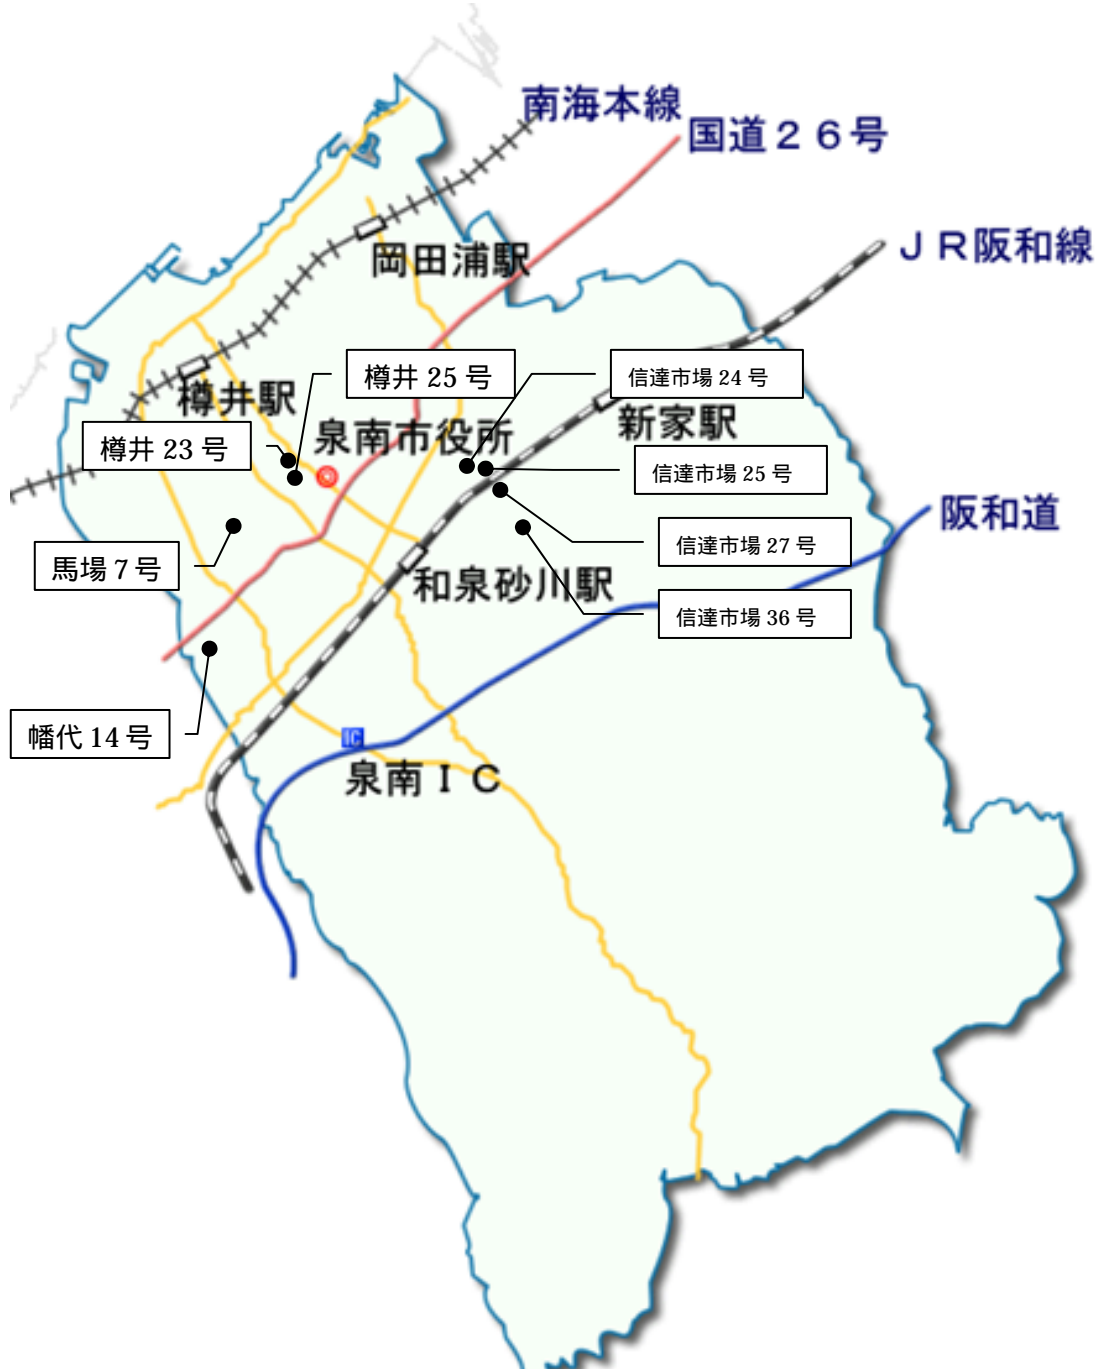 南海本線
国道２６号
ＪＲ阪和線
岡田浦駅
樽井 25 号
信達市場 24 号
樽井駅
新家駅
樽井 23 号
泉南市役所
信達市場 25 号
阪和道
信達市場 27 号
馬場 7 号
和泉砂川駅
信達市場 36 号
幡代 14 号
IC
泉南ＩＣ